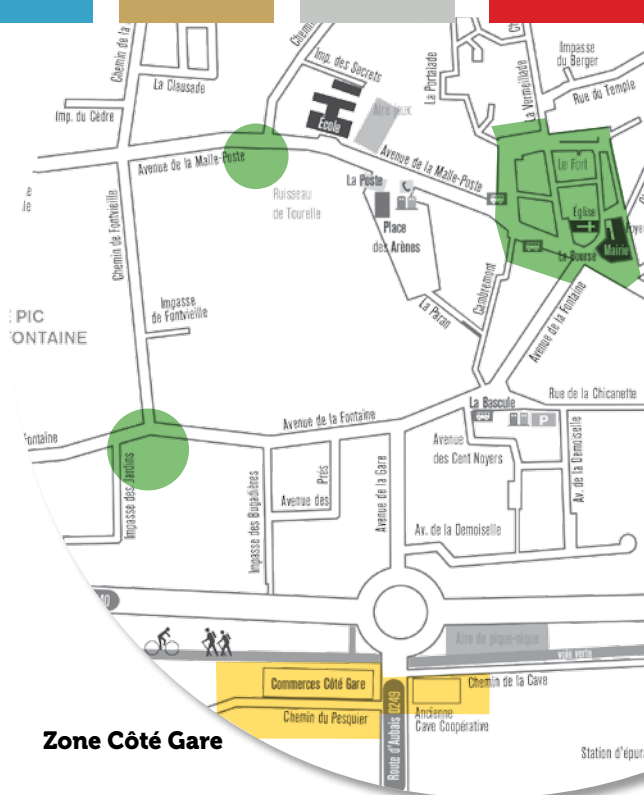 Chemin de la
La Clausade
Imp. des Secrets
La Portalade
La Vermeillade
Impasse
du Berger
Rue du Temple
Imp. du Cèdre
Ecole
Aire jeux
Avenue de la Malle-Poste
Avenue de la Malle-Poste
Le Fort
La Poste
Ruisseau
de Tourelle
Place
des Arènes
Eglise
Mairie
La Bourse
Chemin de Fontvieille
Cambremont
Impasse
de Fontvieille
La Paran
Avenue de la Fontaine
PIC
FONTAINE
Rue de la Chicanette
La Bascule
P
Avenue de la Fontaine
Fontaine
Avenue
des Cent Noyers
Av. de la Demoiselle
Impasse des Jardins
Impasse des Bugadières
Prés
Avenue des
Avenue de la Gare
Av. de la Demoiselle
40
Aire de pique-nique
voie verte
Commerces Côté Gare
Chemin de la Cave
Chemin du Pesquier
Route d'Aubais D249
Ancienne
Cave Coopérative
Zone Côté Gare
Station d'épur